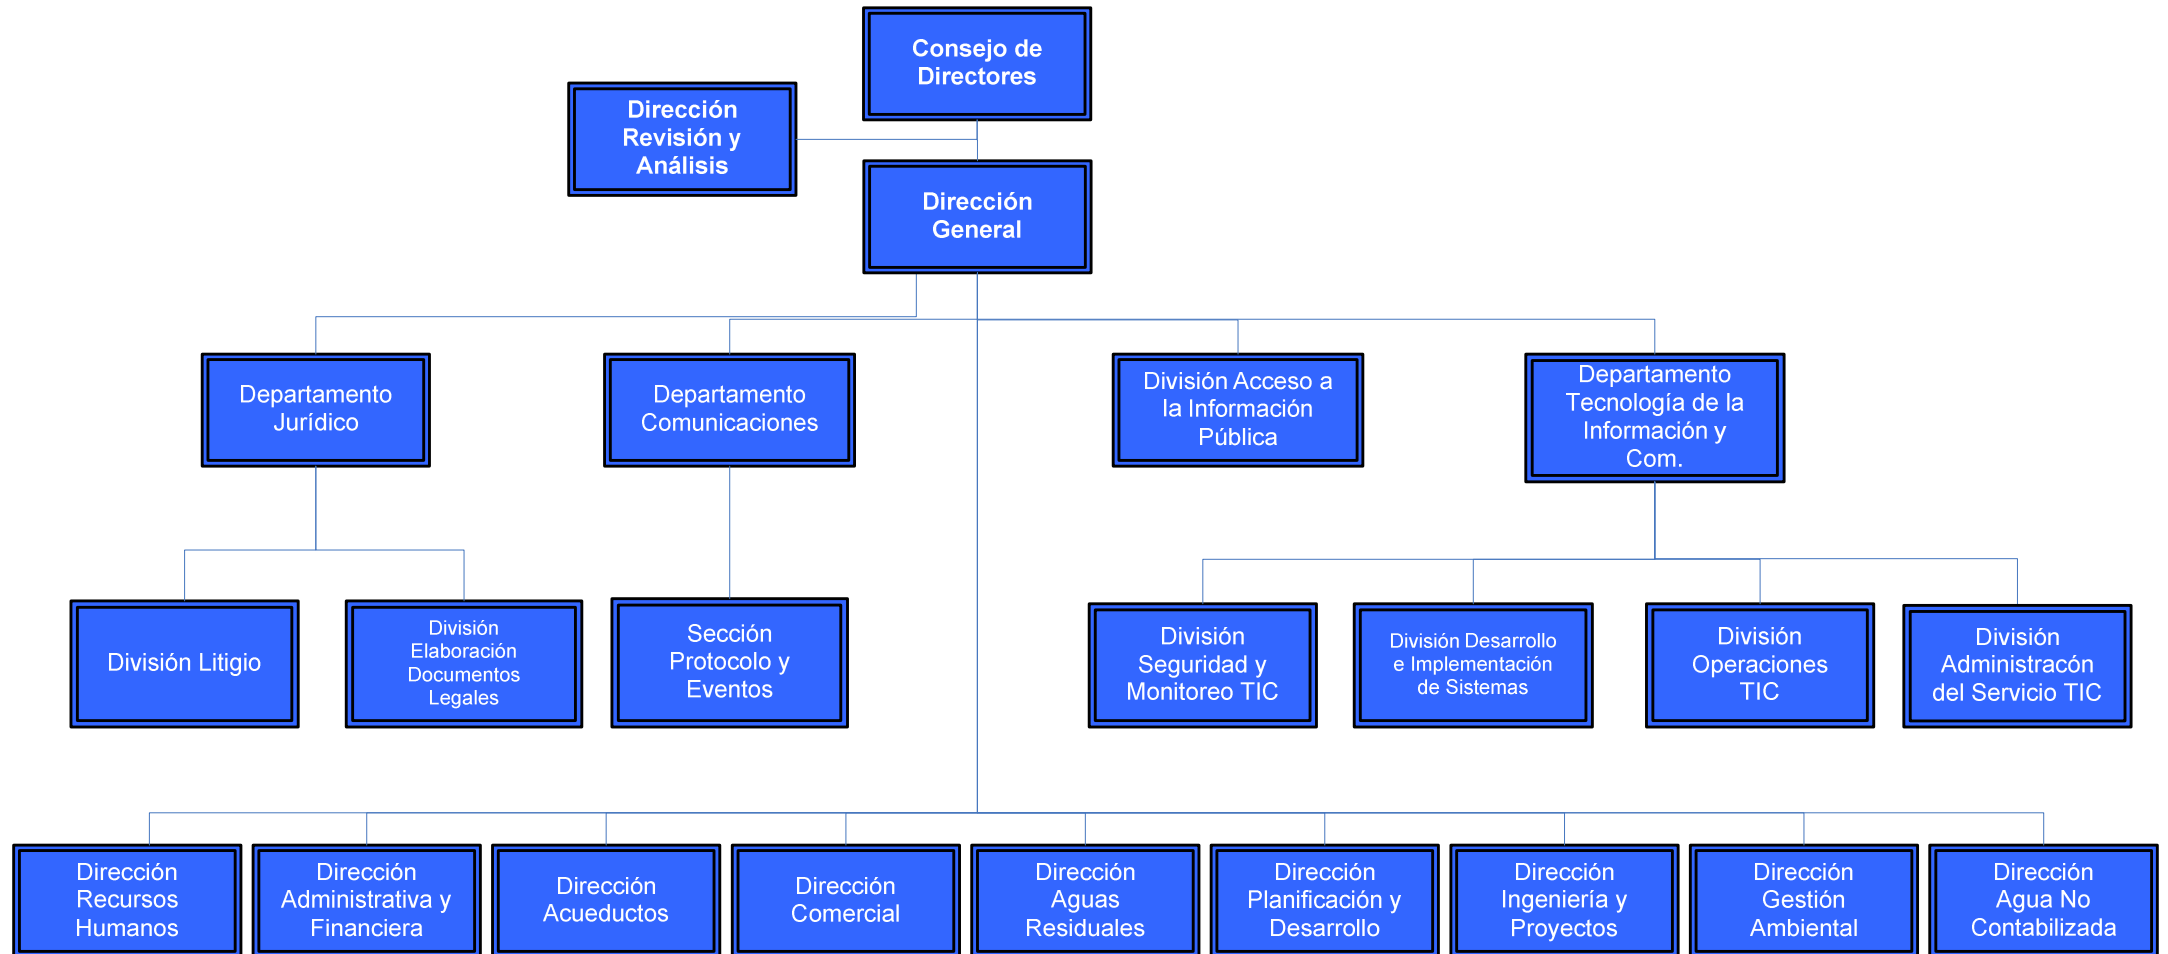 Consejo de
Directores
Dirección
Revisión y
Análisis
Dirección
General
Departamento
Jurídico
Departamento
Comunicaciones
División Acceso a
la Información
Pública
Departamento
Tecnología de la
Información y
Com.
División Litigio
División
Elaboración
Documentos
Legales
Sección
Protocolo y
Eventos
División
Seguridad y
Monitoreo TIC
División Desarrollo
e Implementación
de Sistemas
División
Operaciones
TIC
División
Administracón
del Servicio TIC
Dirección
Recursos
Humanos
Dirección
Administrativa y
Financiera
Dirección
Acueductos
Dirección
Comercial
Dirección
Aguas
Residuales
Dirección
Planificación y
Desarrollo
Dirección
Ingeniería y
Proyectos
Dirección
Gestión
Ambiental
Dirección
Agua No
Contabilizada